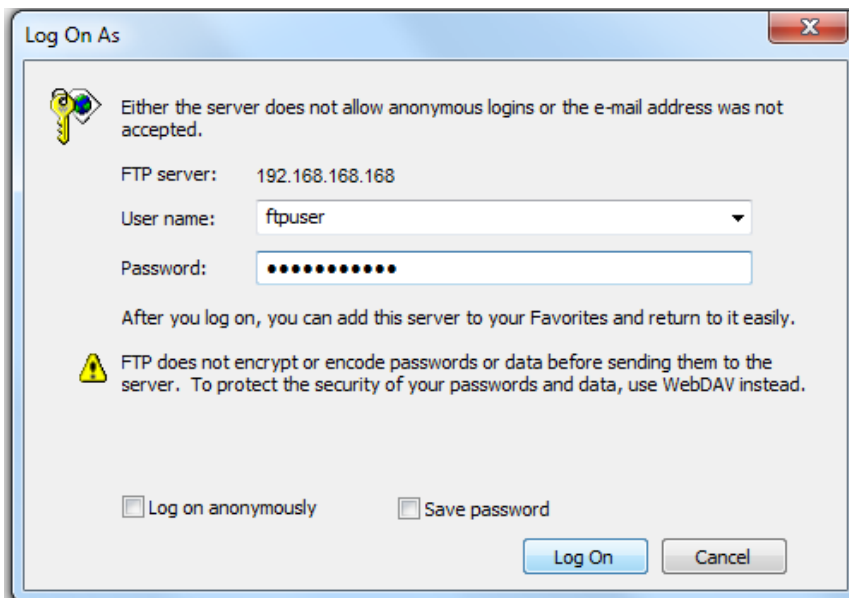 Log On As
Either the server does not allow anonymous logins or the e-mail address was not
accepted.
FTP server: 192.168.168.168
User name: ftpuser
Password: ●●●●●●●●●●●
After you log on, you can add this server to your Favorites and return to it easily.
FTP does not encrypt or encode passwords or data before sending them to the
server. To protect the security of your passwords and data, use WebDAV instead.
Log on anonymously Save password
Log On Cancel